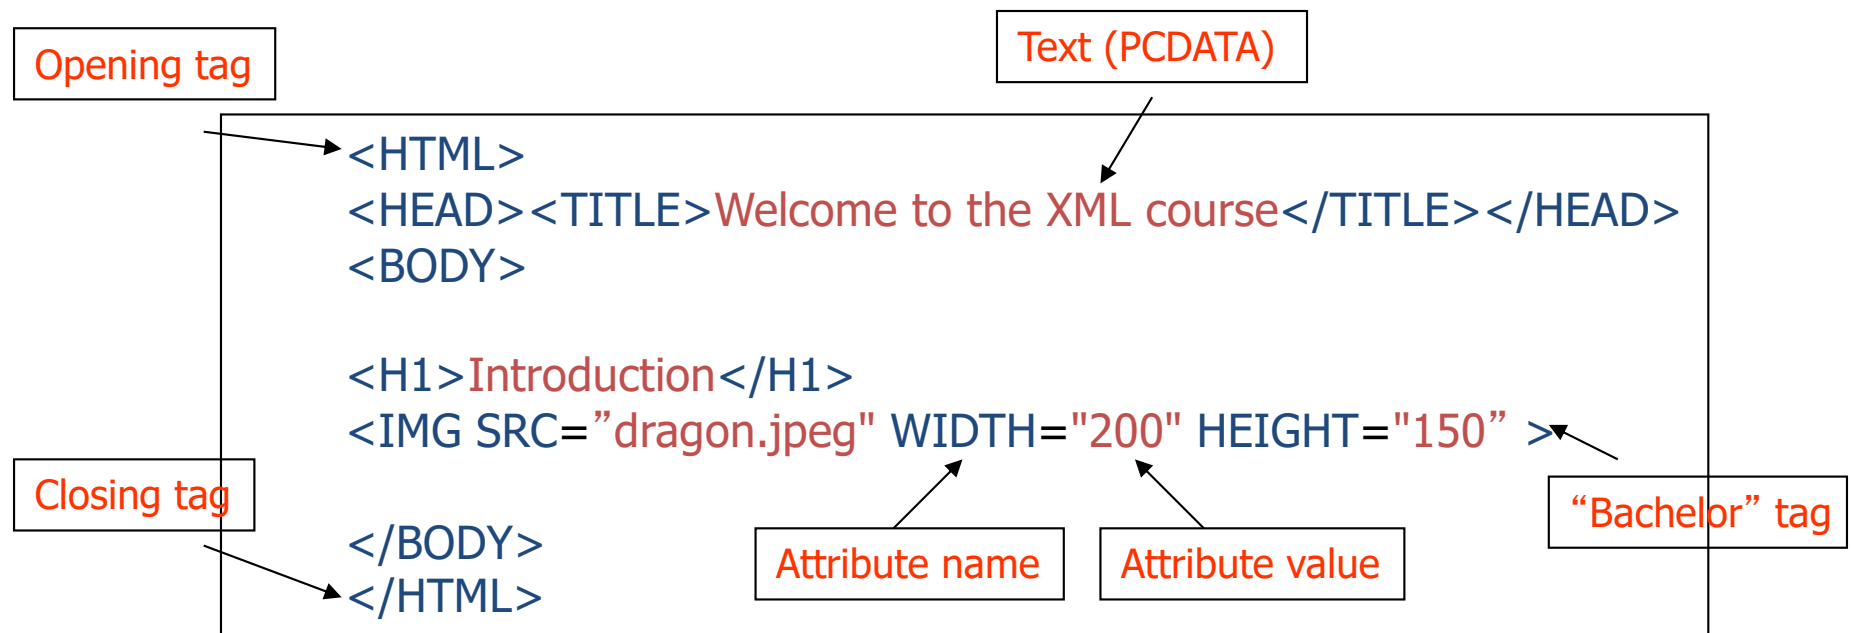 Text (PCDATA)
Opening tag
<HTML>
<HEAD><TITLE>Welcome to the XML course</TITLE></HEAD>
<BODY>
<H1>Introduction</H1>
<IMG SRC=”dragon.jpeg" WIDTH="200" HEIGHT="150” >
Closing tag
“Bachelor” tag
</BODY>
Attribute name
Attribute value
</HTML>